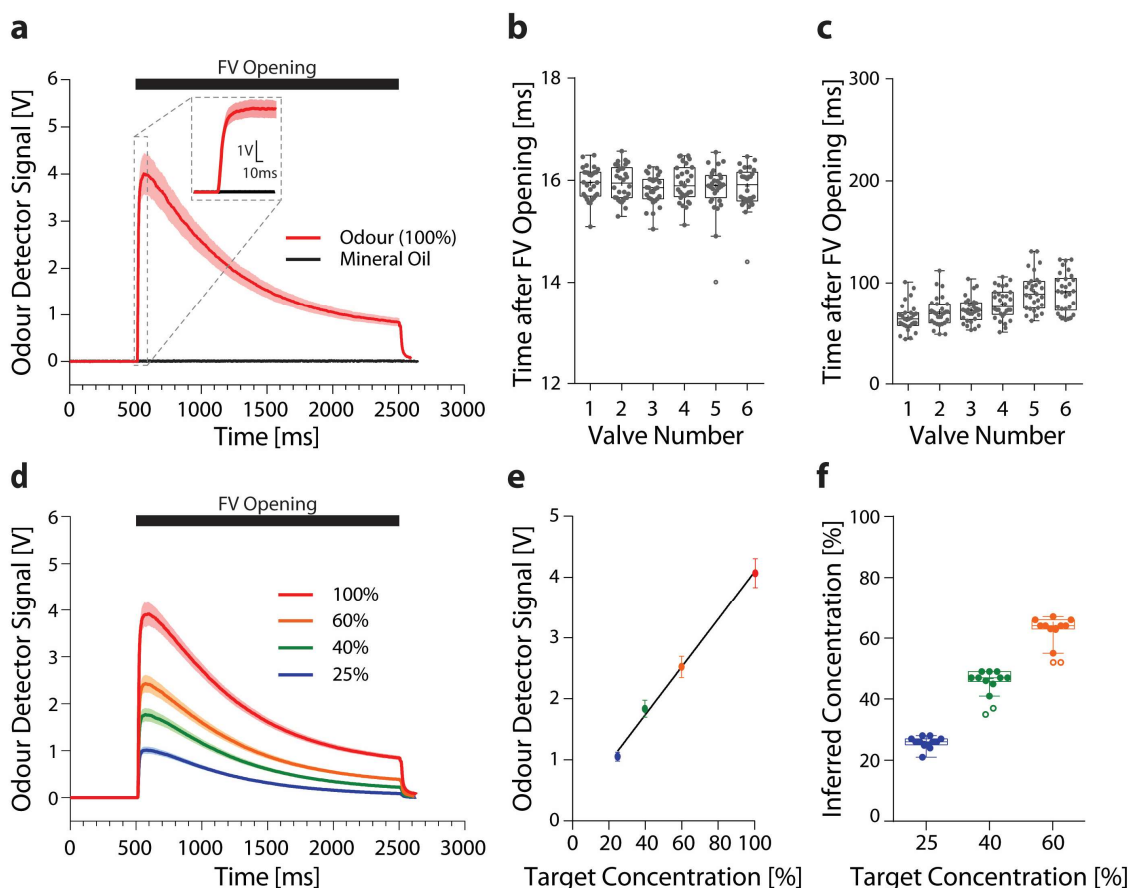 a
FV Opening
Odour Detector Signal [V]
6
5
4
3
2
1
0
1V
10ms
Odour (100%)
Mineral Oil
0 500 1000 1500 2000 2500 3000
Time [ms]
b
Time after FV Opening [ms]
18
16
14
12
1 2 3 4 5 6
Valve Number
c
Time after FV Opening [ms]
300
200
100
0
1 2 3 4 5 6
Valve Number
d
FV Opening
Odour Detector Signal [V]
6
5
4
3
2
1
0
100%
60%
40%
25%
0 500 1000 1500 2000 2500 3000
Time [ms]
e
Odour Detector Signal [V]
5
4
3
2
1
0
0 20 40 60 80 100
Target Concentration [%]
f
Inferred Concentration [%]
100
80
60
40
20
0
25 40 60
Target Concentration [%]